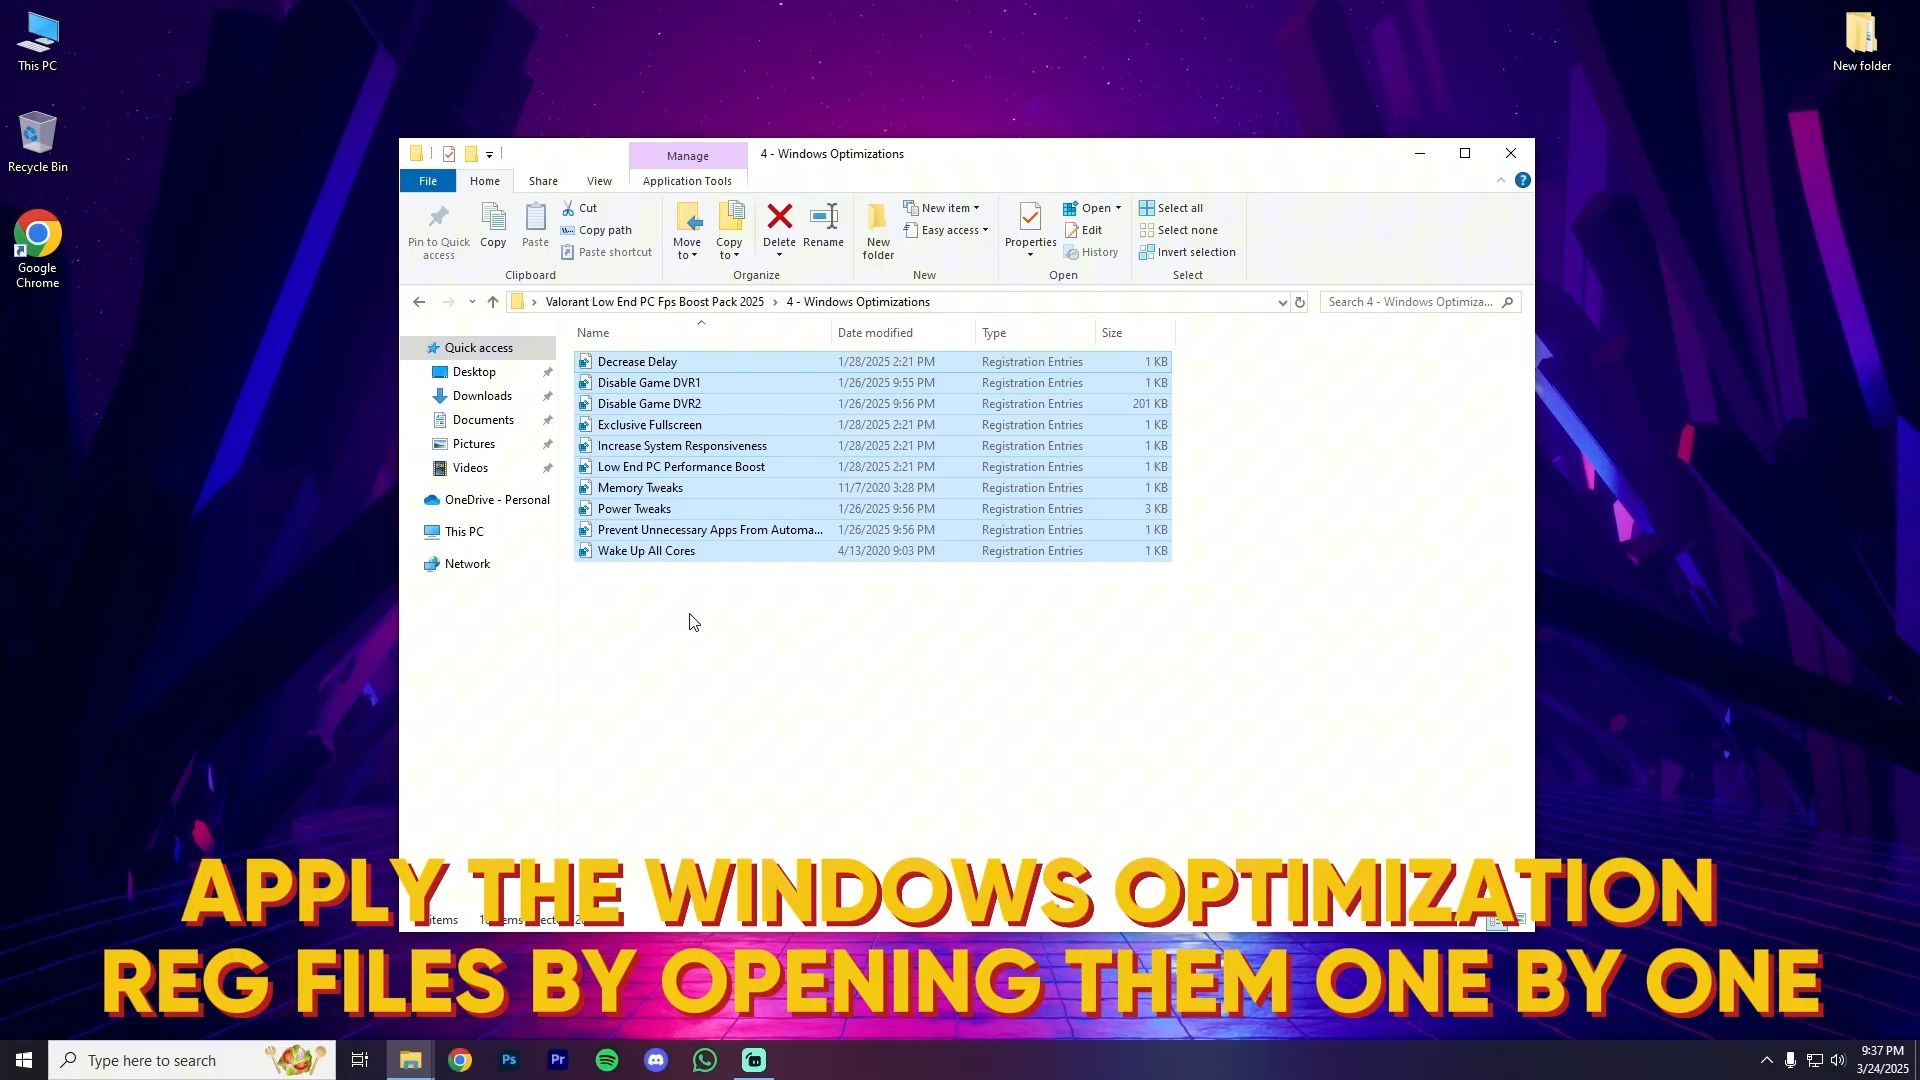 This PC
Recycle Bin
Google
Chrome
New folder
Manage
4 - Windows Optimizations
File
Home
Share
View
Application Tools
Pin to Quick
access
Copy
Paste
Cut
Copy path
Paste shortcut
Clipboard
Move
to
Copy
to
Delete
Rename
Organize
New
folder
New item
Easy access
New
Properties
Open
Edit
History
Open
Select all
Select none
Invert selection
Select
Valorant Low End PC Fps Boost Pack 2025 > 4 - Windows Optimizations
Search 4 - Windows Optimiza...
Quick access
Desktop
Downloads
Documents
Pictures
Videos
OneDrive - Personal
This PC
Network
Name Date modified Type Size
Decrease Delay 1/28/2025 2:21 PM Registration Entries 1 KB
Disable Game DVR1 1/26/2025 9:55 PM Registration Entries 1 KB
Disable Game DVR2 1/26/2025 9:56 PM Registration Entries 201 KB
Exclusive Fullscreen 1/28/2025 2:21 PM Registration Entries 1 KB
Increase System Responsiveness 1/28/2025 2:21 PM Registration Entries 1 KB
Low End PC Performance Boost 1/28/2025 2:21 PM Registration Entries 1 KB
Memory Tweaks 11/7/2020 3:28 PM Registration Entries 1 KB
Power Tweaks 1/26/2025 9:56 PM Registration Entries 3 KB
Prevent Unnecessary Apps From Automa... 1/26/2025 9:56 PM Registration Entries 1 KB
Wake Up All Cores 4/13/2020 9:03 PM Registration Entries 1 KB
APPLY THE WINDOWS OPTIMIZATION
REG FILES BY OPENING THEM ONE BY ONE
Type here to search
Ps
Pr
9:37 PM
3/24/2025